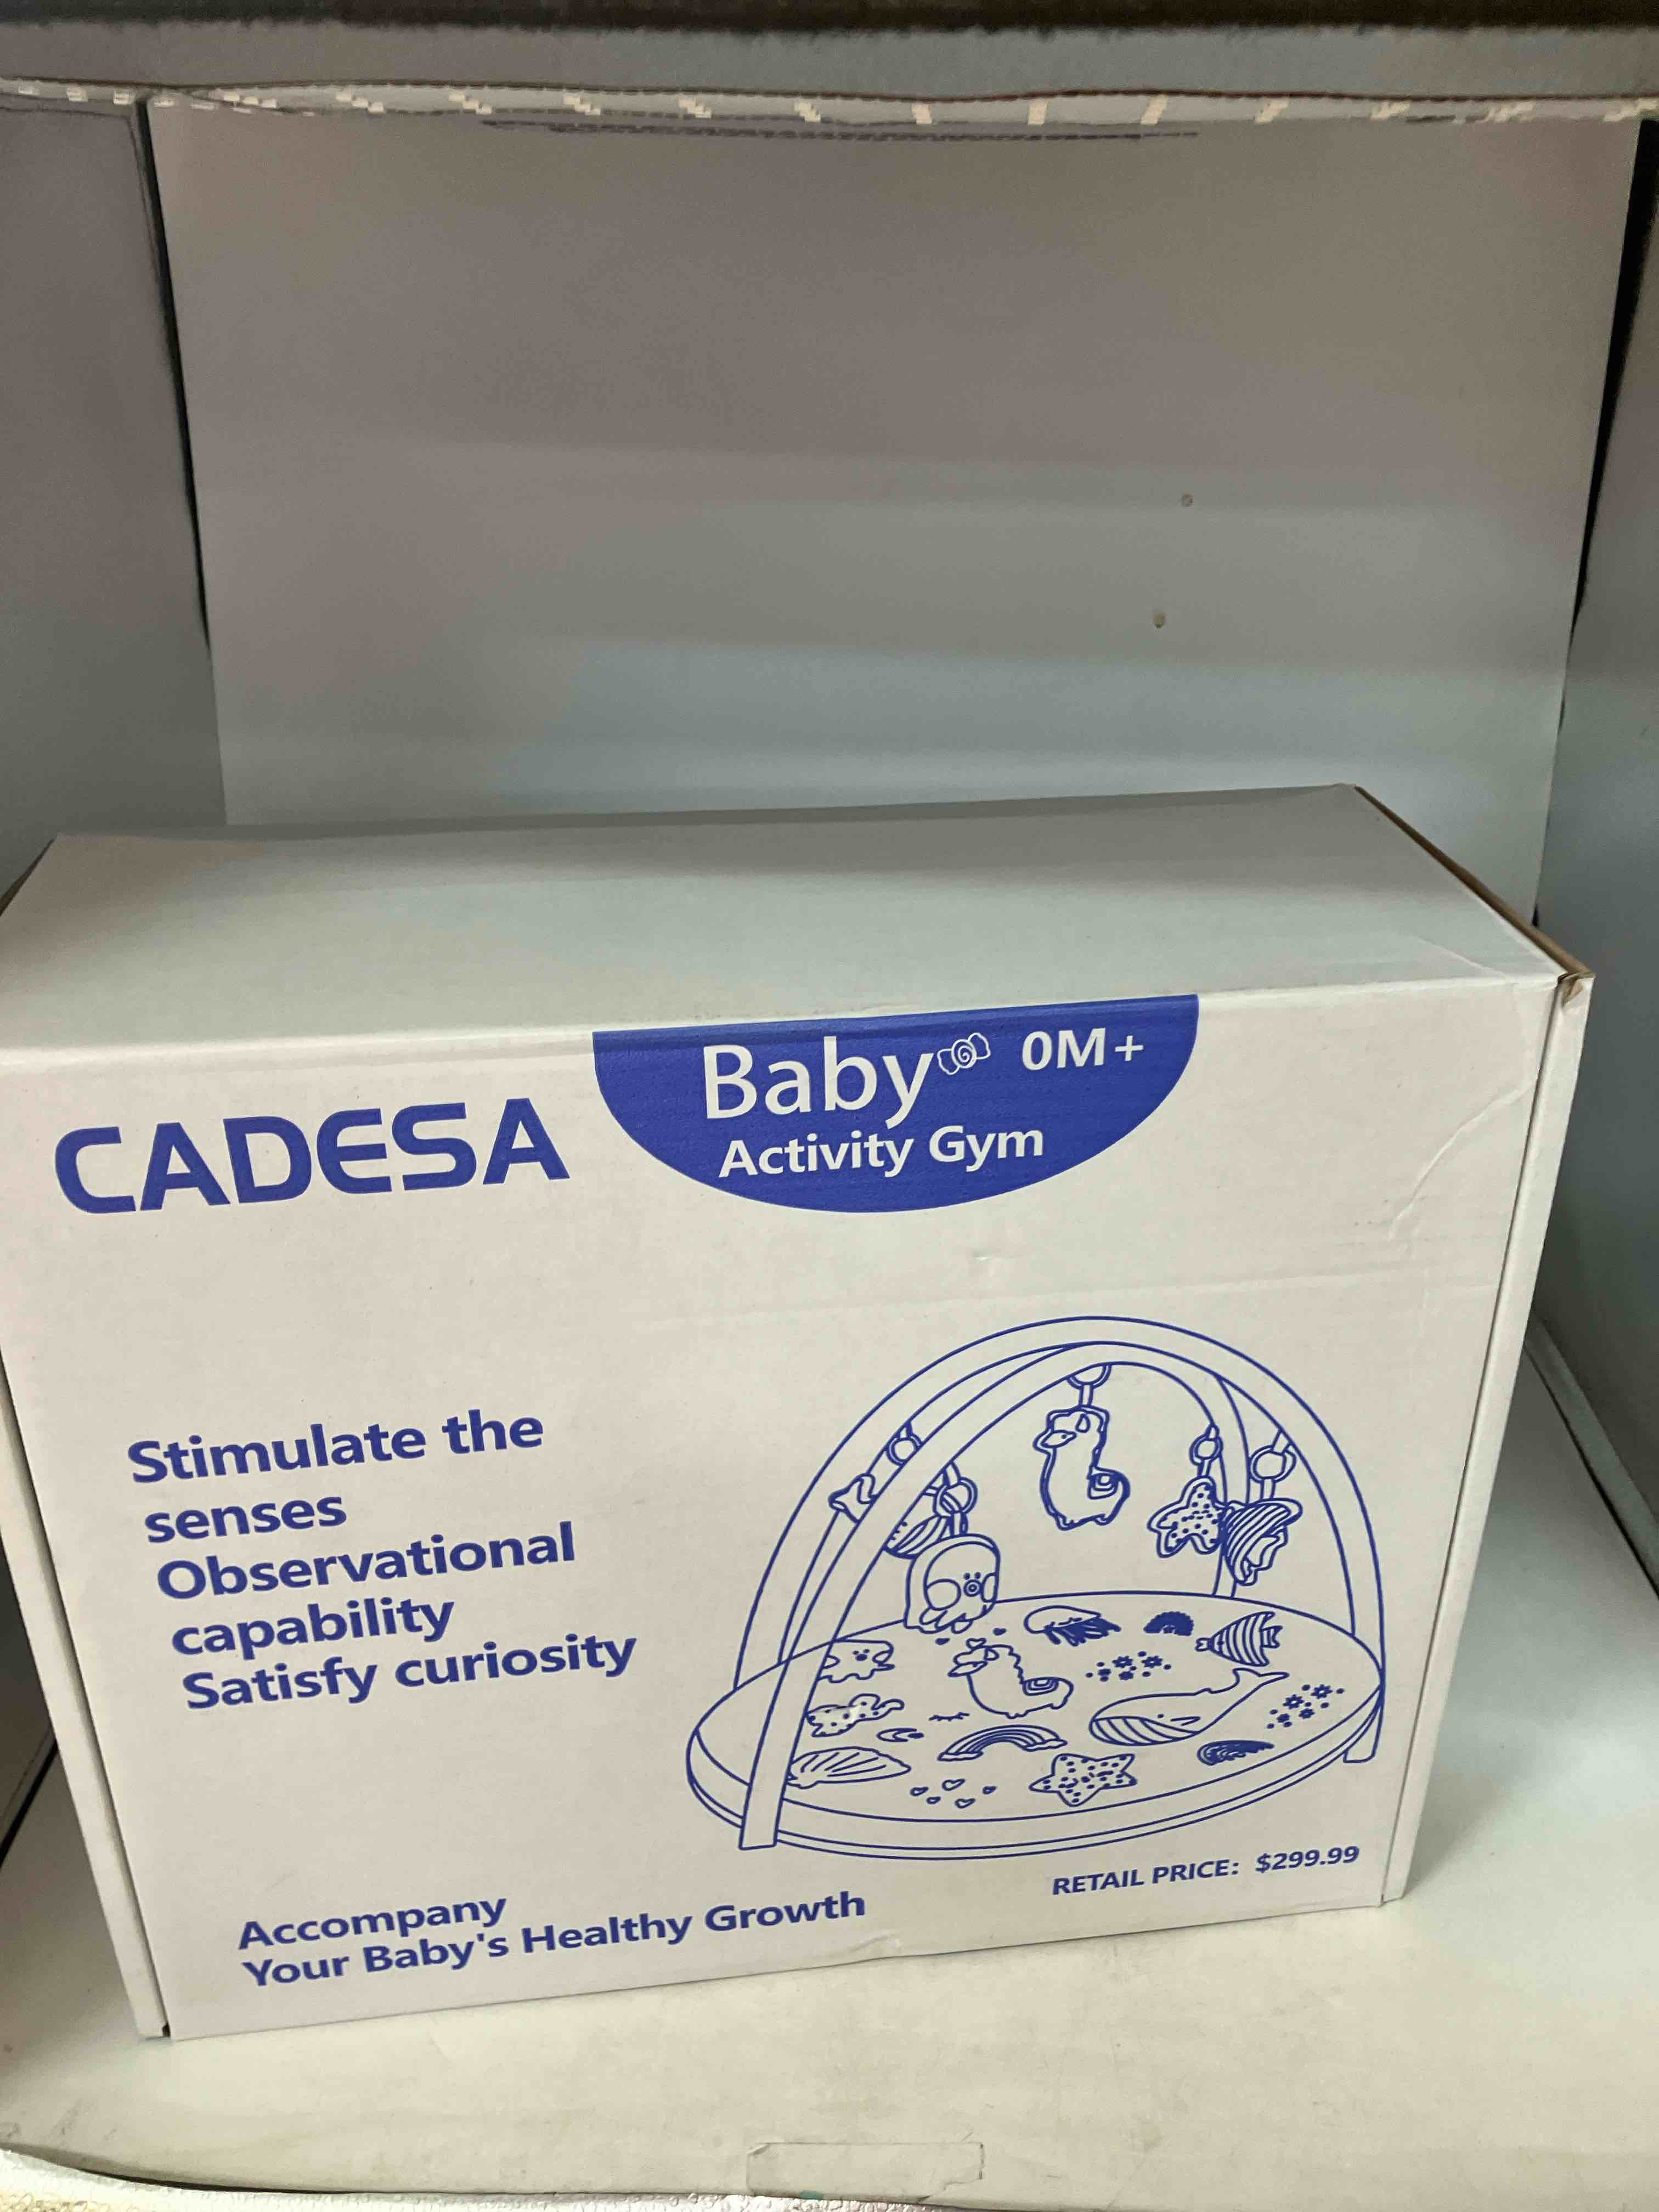 CADESA
Baby 0M+
Activity Gym
Stimulate the
senses
Observational
capability
Satisfy curiosity
Accompany
Your Baby's Healthy Growth
RETAIL PRICE: $299.99